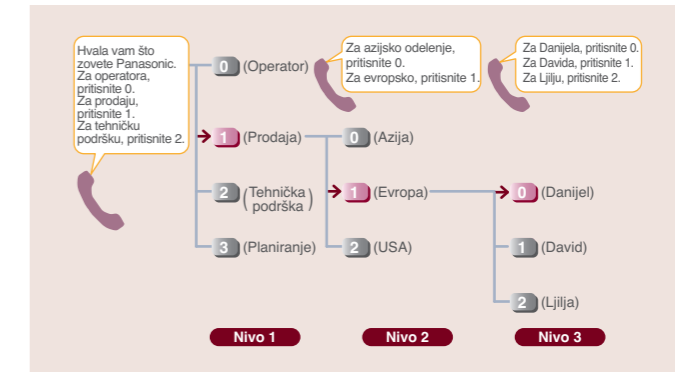 Hvala vam što
zovete Panasonic.
Za operatora,
pritisnite 0.
Za prodaju,
pritisnite 1.
Za tehničku
podršku, pritisnite 2.
Za azijsko odelenje,
pritisnite 0.
Za evropsko, pritisnite 1.
Za Danijela, pritisnite 0.
Za Davida, pritisnite 1.
Za Ljilju, pritisnite 2.
0 (Operator)
1 (Prodaja)
0 (Azija)
2 (Tehnička
podrška)
1 (Evropa)
0 (Danijel)
3 (Planiranje)
2 (USA)
1 (David)
2 (Ljilja)
Nivo 1
Nivo 2
Nivo 3